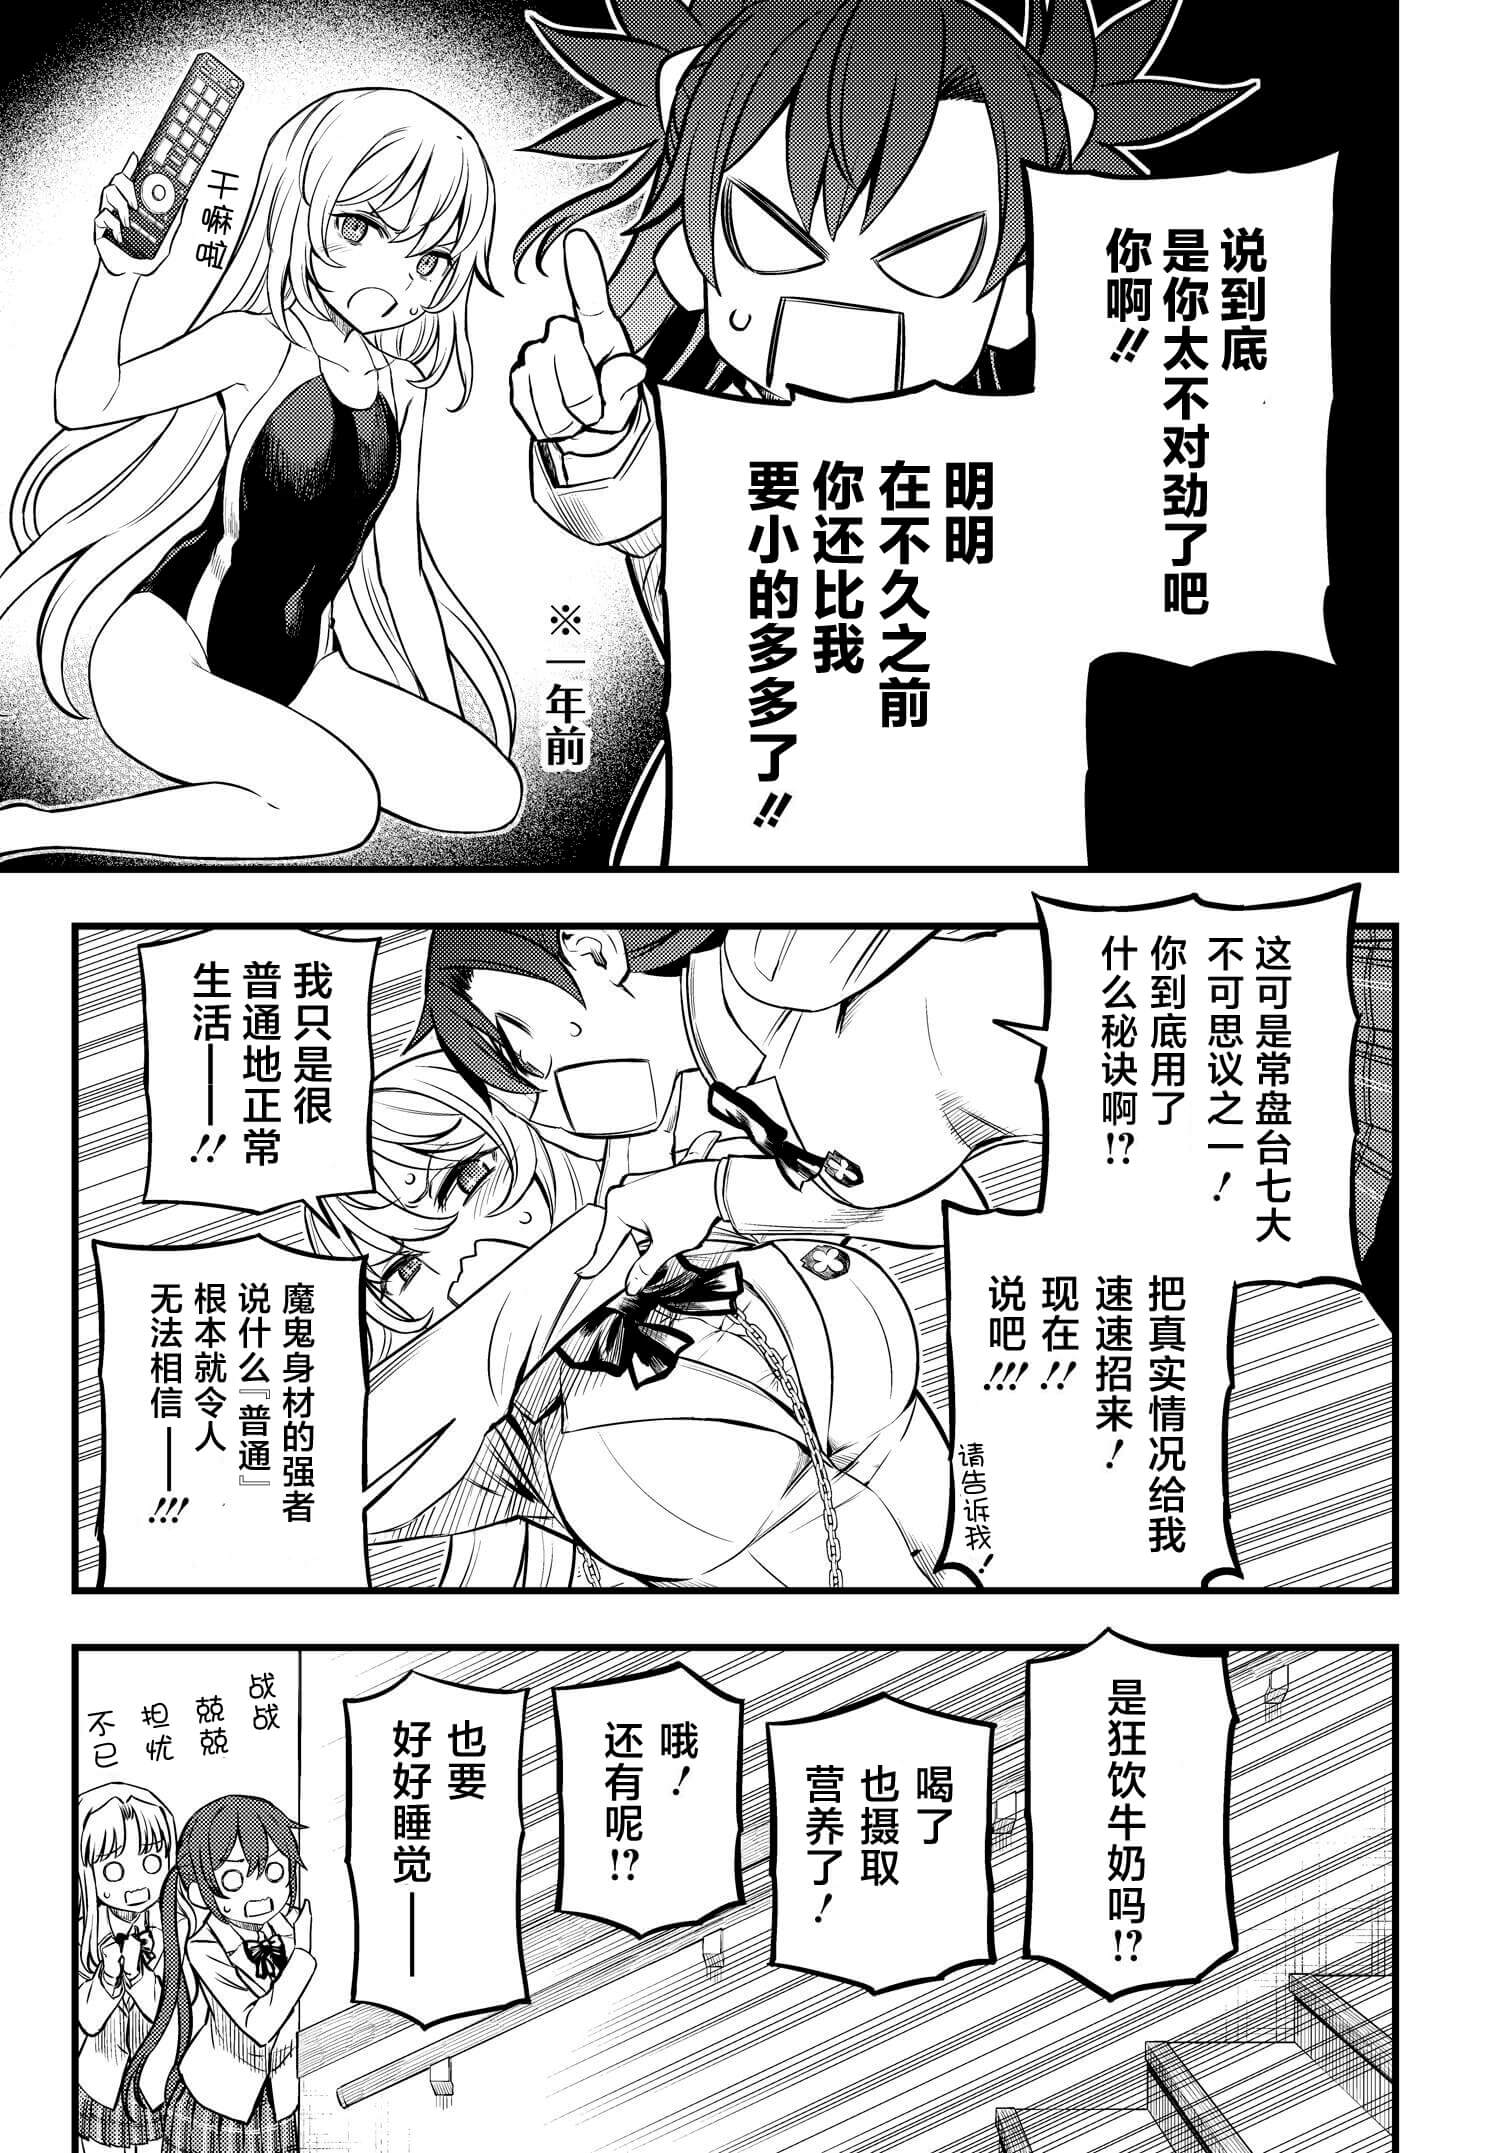 说到底
是你太不对劲了吧
你啊!!
明明
在不久之前
你还比我
要小的多多了!!
干嘛啦
※一年前
这可是常盘台七大
不可思议之一！
你到底用了
什么秘诀啊!?
把真实情况给我
速速招来！
现在!!
说吧!!!
请告诉我！
我只是很
普通地正常
生活——!!
魔鬼身材的强者
说什么『普通』
根本就令人
无法相信——!!!
是狂饮牛奶吗!?
喝了
也摄取
营养了！
哦！
还有呢!?
也要
好好睡觉——
战战
兢兢
担忧
不已